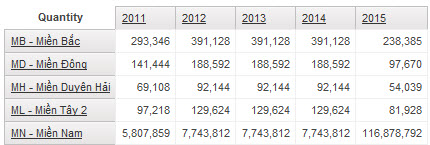 Quantity 2011 2012 2013 2014 2015
MB - Miền Bắc 293,346 391,128 391,128 391,128 238,385
MD - Miền Đông 141,444 188,592 188,592 188,592 97,670
MH - Miền Duyên Hải 69,108 92,144 92,144 92,144 54,039
ML - Miền Tây 2 97,218 129,624 129,624 129,624 81,928
MN - Miền Nam 5,807,859 7,743,812 7,743,812 7,743,812 116,878,792